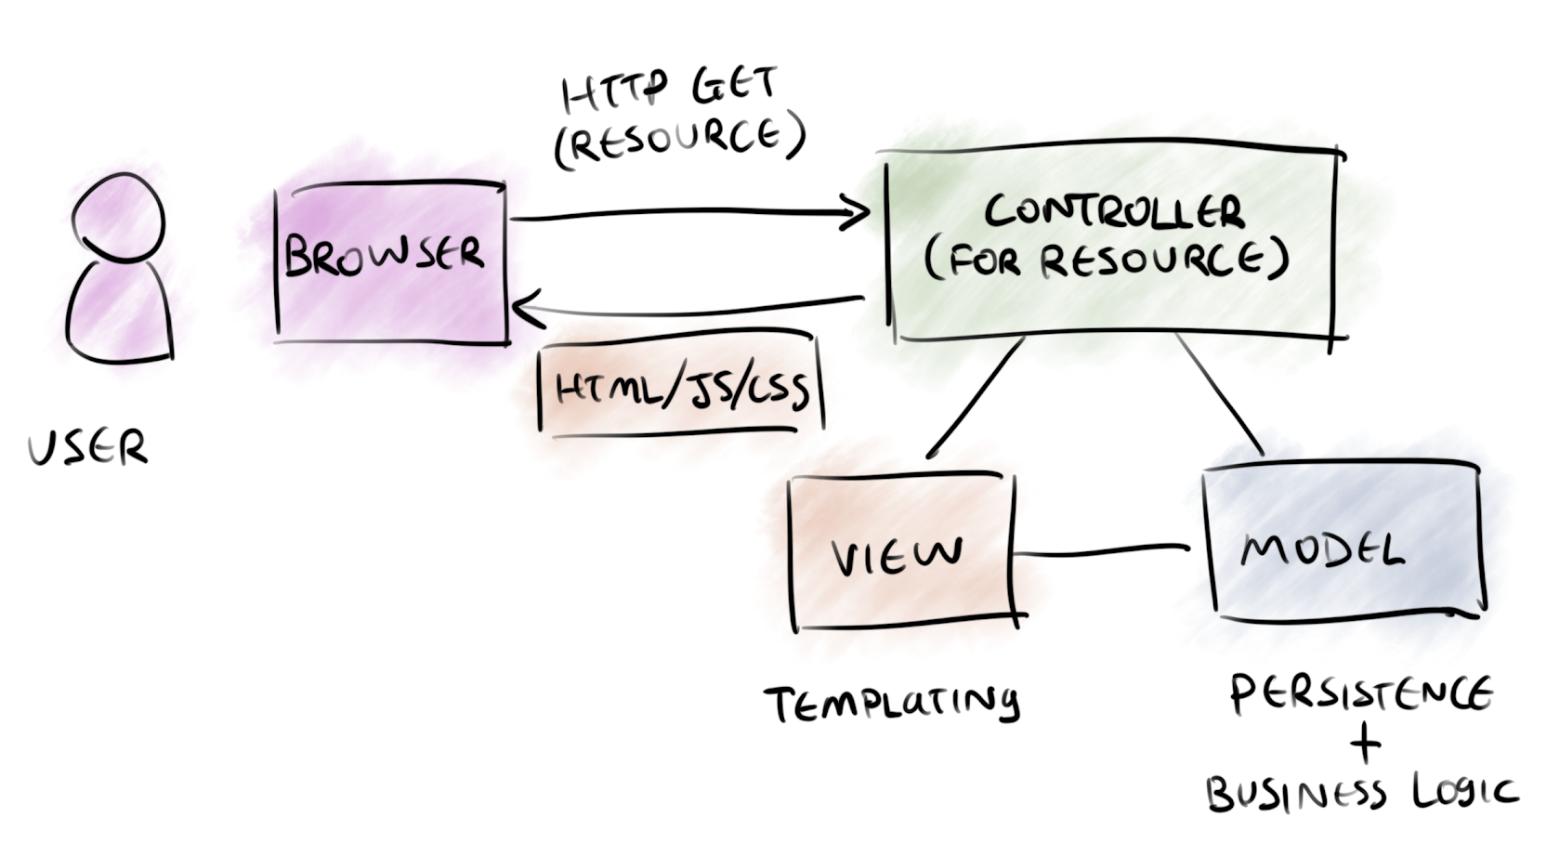 HTTP GET
(RESOURCE)
BROWSER
CONTROLLER
(FOR RESOURCE)
HTML/JS/CSS
USER
VIEW
MODEL
TEMPLATING
PERSISTENCE
+
BUSINESS LOGIC